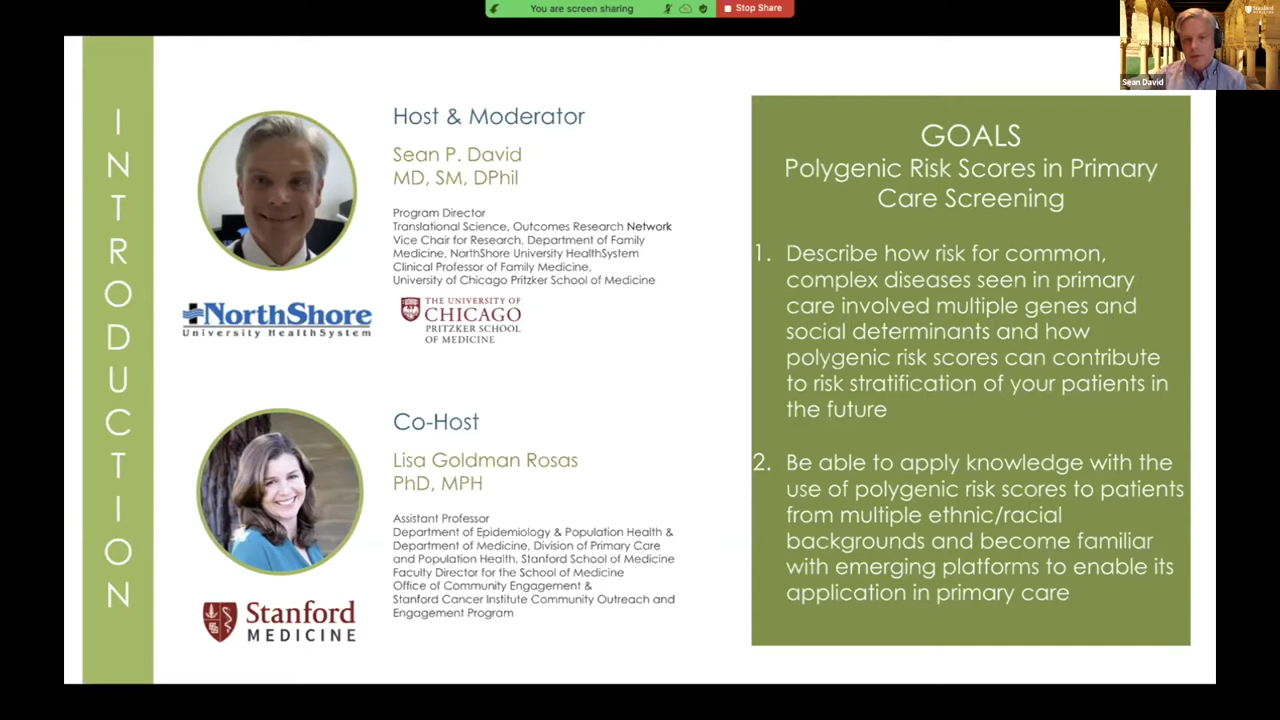 You are screen sharing
Stop Share
Stanford
MEDICINE
Sean David
INTRODUCTION
Host & Moderator
Sean P. David
MD, SM, DPhil
Program Director
Translational Science, Outcomes Research Network
Vice Chair for Research, Department of Family
Medicine, NorthShore University HealthSystem
Clinical Professor of Family Medicine,
University of Chicago Pritzker School of Medicine
NorthShore
University HealthSystem
THE UNIVERSITY OF
CHICAGO
PRITZKER SCHOOL
OF MEDICINE
Co-Host
Lisa Goldman Rosas
PhD, MPH
Assistant Professor
Department of Epidemiology & Population Health &
Department of Medicine, Division of Primary Care
and Population Health, Stanford School of Medicine
Faculty Director for the School of Medicine
Office of Community Engagement &
Stanford Cancer Institute Community Outreach and
Engagement Program
Stanford
MEDICINE
GOALS
Polygenic Risk Scores in Primary
Care Screening
1. Describe how risk for common,
complex diseases seen in primary
care involved multiple genes and
social determinants and how
polygenic risk scores can contribute
to risk stratification of your patients in
the future
2. Be able to apply knowledge with the
use of polygenic risk scores to patients
from multiple ethnic/racial
backgrounds and become familiar
with emerging platforms to enable its
application in primary care